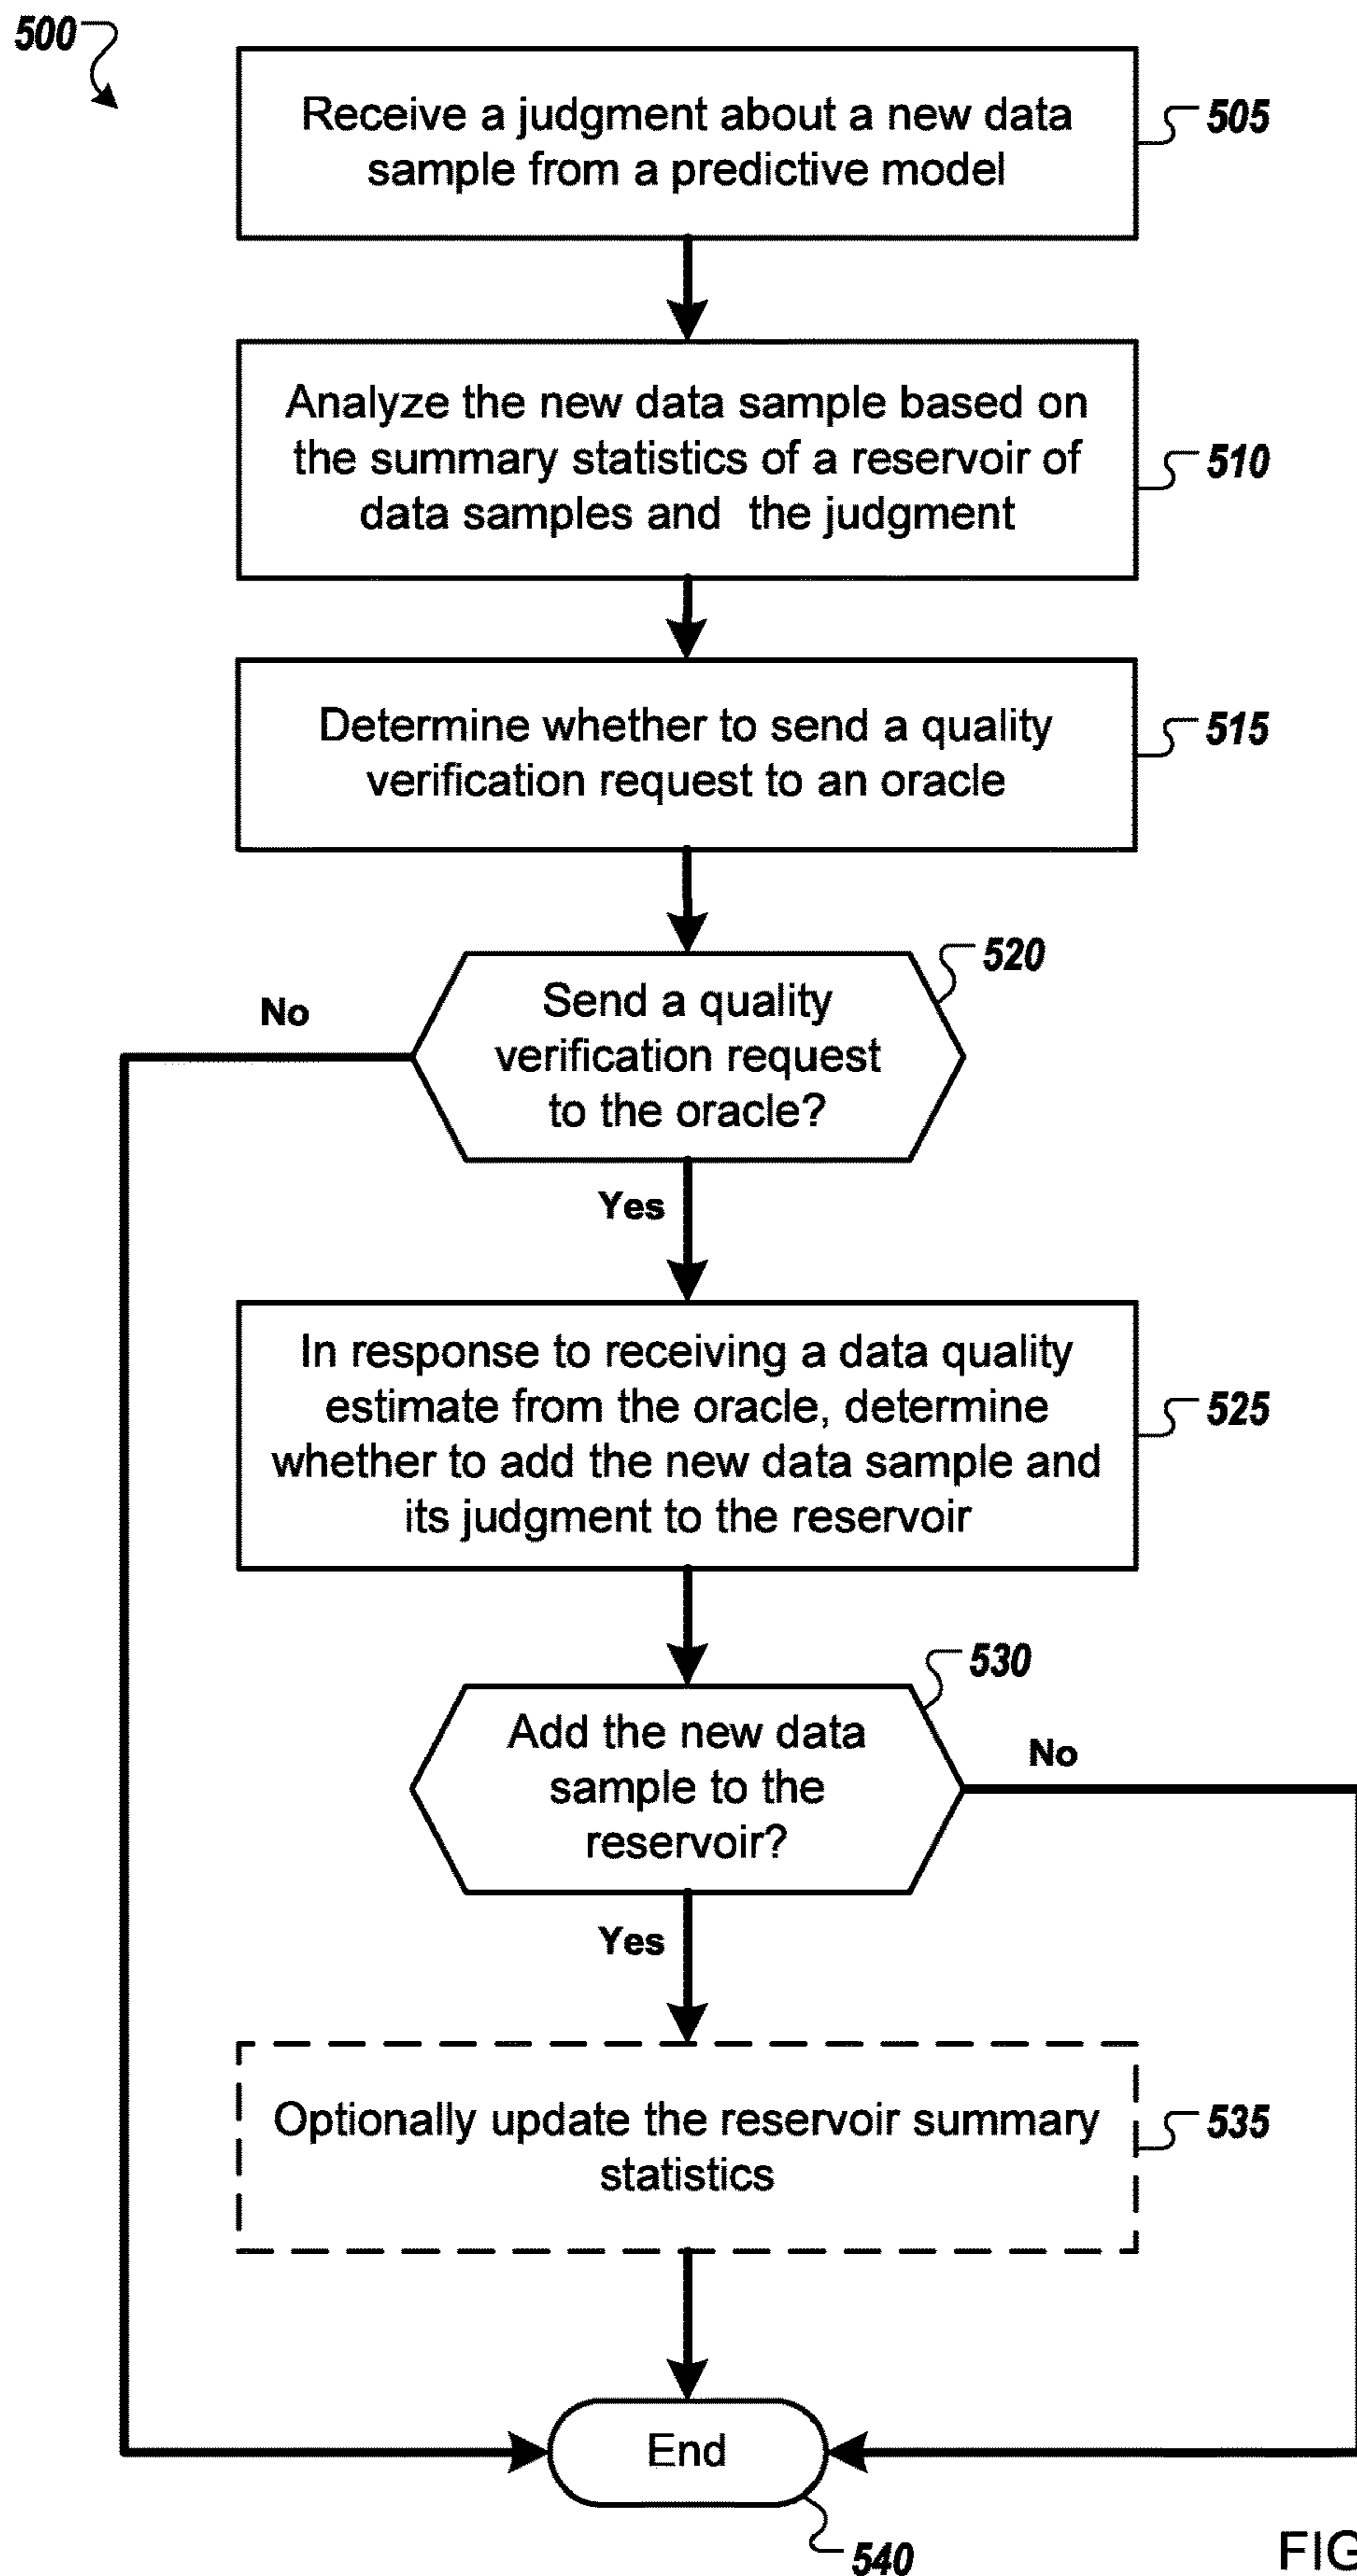 500
Receive a judgment about a new data
sample from a predictive model
505
Analyze the new data sample based on
the summary statistics of a reservoir of
data samples and the judgment
510
Determine whether to send a quality
verification request to an oracle
515
520
Send a quality
verification request
to the oracle?
No
Yes
In response to receiving a data quality
estimate from the oracle, determine
whether to add the new data sample and
its judgment to the reservoir
525
530
Add the new data
sample to the
reservoir?
No
Yes
Optionally update the reservoir summary
statistics
535
End
540
FIG